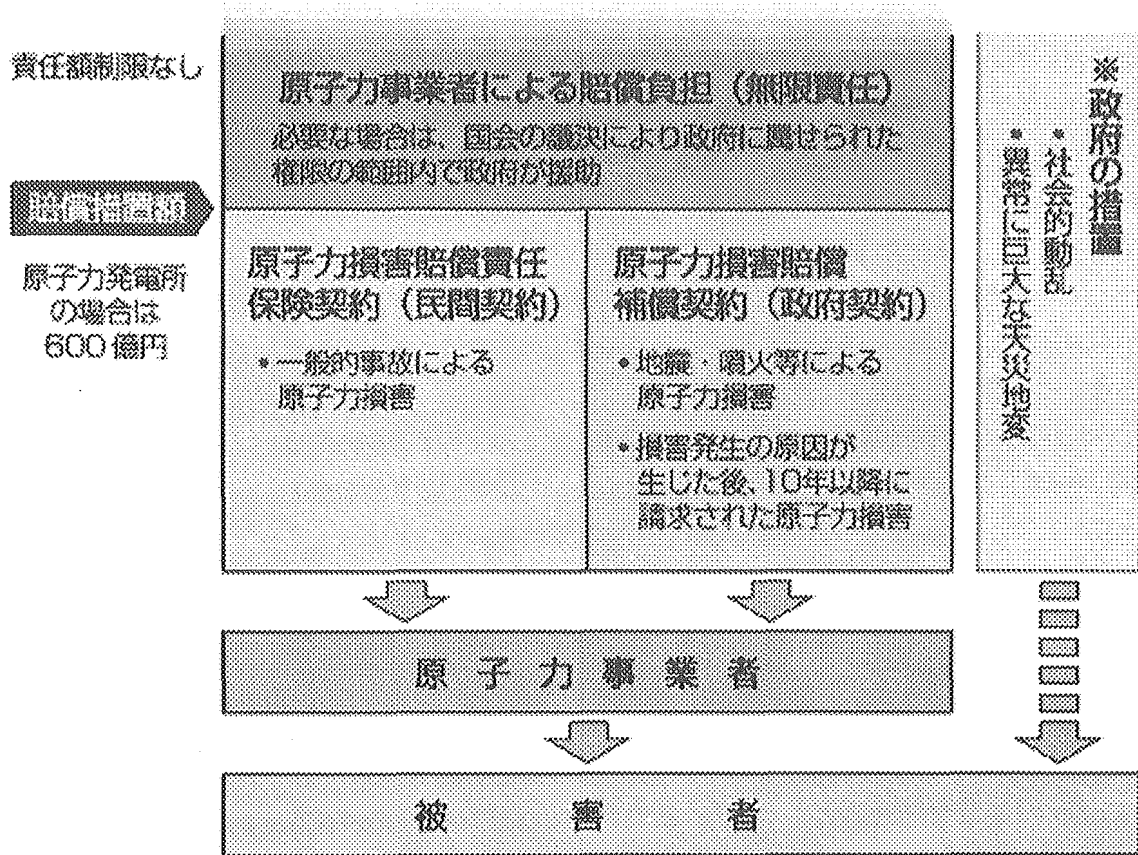 責任額制限なし
原子力事業者による賠償負担（無限責任）
必要な場合は、国会の議決により政府に属せられた
権限の範囲内で政府が援助
賠償措置額
原子力発電所
の場合は
600億円
原子力損害賠償責任
保険契約（民間契約）
・一般的事故による
原子力損害
原子力損害賠償
補償契約（政府契約）
・地震・噴火等による
原子力損害
・損害発生の原因が
生じた後、10年以降に
請求された原子力損害
※政府の措置
・社会的動乱
・異常に巨大な天災地変
原子力事業者
被害者